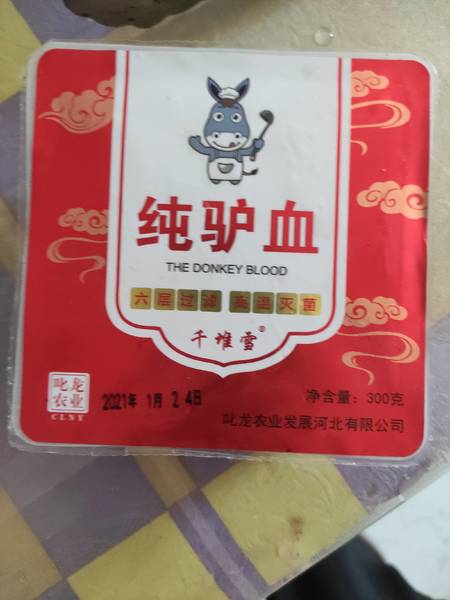 纯驴血
THE DONKEY BLOOD
六层过滤 高温灭菌
千堆雪®
叱龙
农业
CLNY
2021年 1月 2 4日
净含量：300克
叱龙农业发展河北有限公司